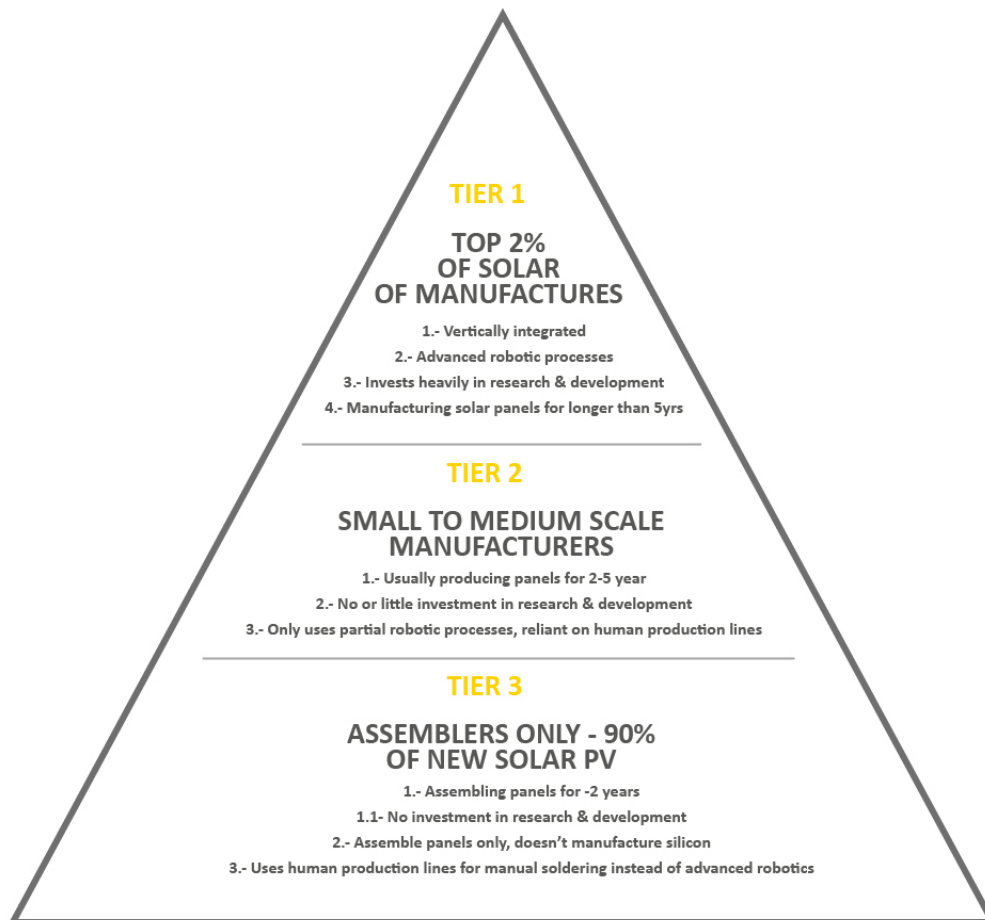 TIER 1
TOP 2%
OF SOLAR
OF MANUFACTURES
1.- Vertically integrated
2.- Advanced robotic processes
3.- Invests heavily in research & development
4.- Manufacturing solar panels for longer than 5yrs
TIER 2
SMALL TO MEDIUM SCALE
MANUFACTURERS
1.- Usually producing panels for 2-5 year
2.- No or little investment in research & development
3.- Only uses partial robotic processes, reliant on human production lines
TIER 3
ASSEMBLERS ONLY - 90%
OF NEW SOLAR PV
1.- Assembling panels for -2 years
1.1- No investment in research & development
2.- Assemble panels only, doesn't manufacture silicon
3.- Uses human production lines for manual soldering instead of advanced robotics